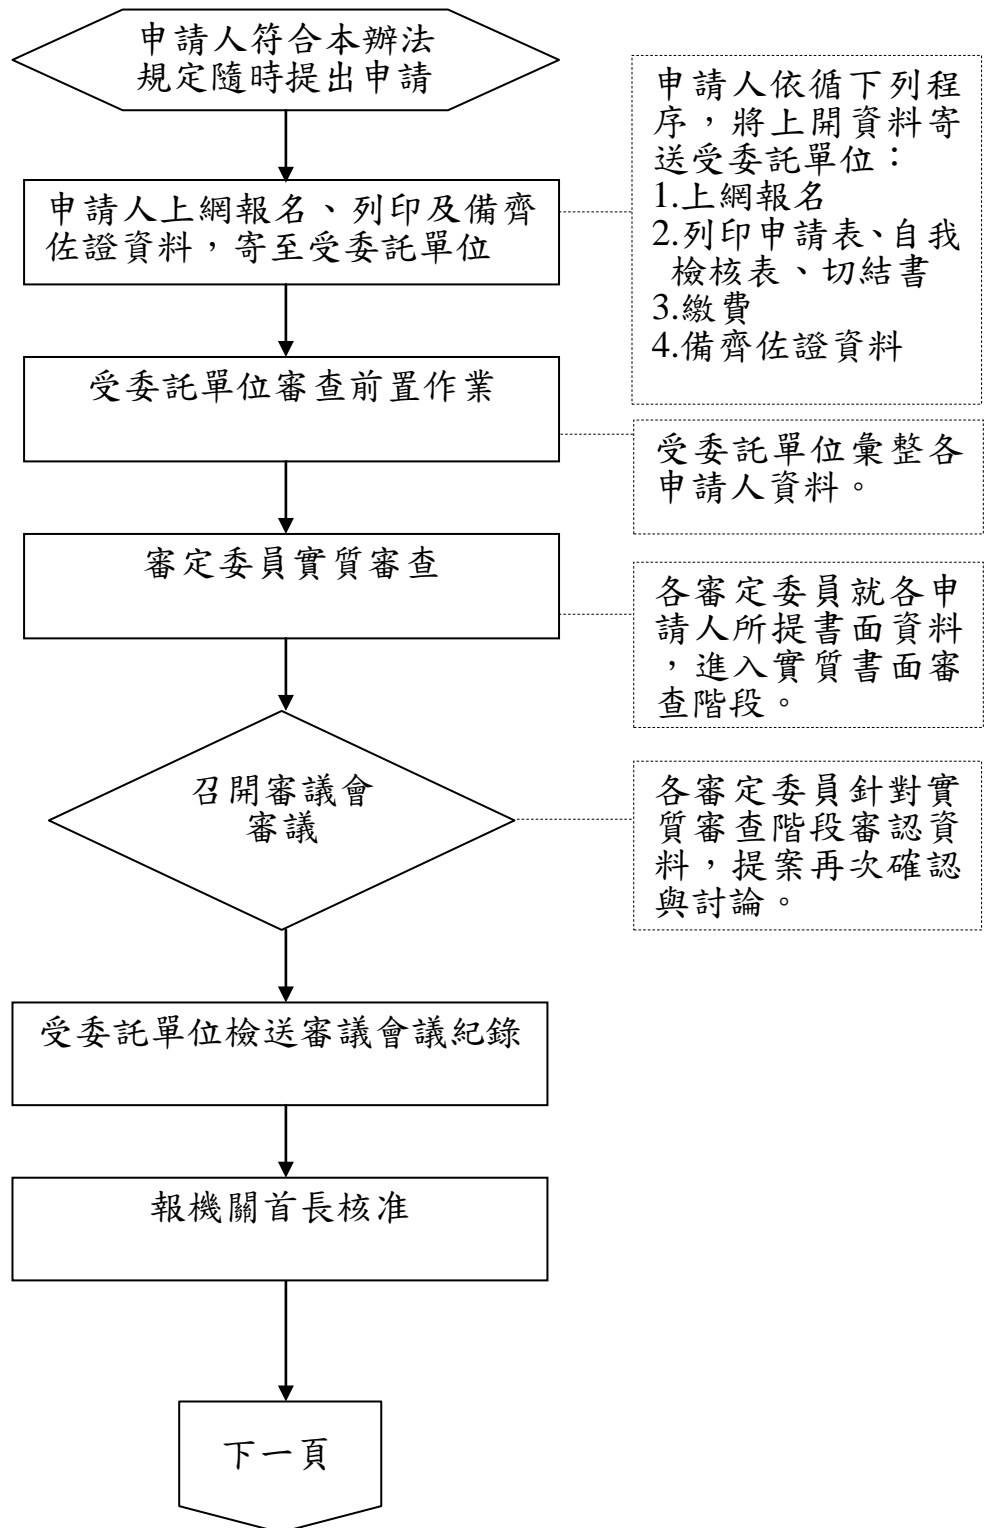 申請人符合本辦法
規定隨時提出申請
申請人上網報名、列印及備齊
佐證資料，寄至受委託單位
申請人依循下列程
序，將上開資料寄
送受委託單位：
1.上網報名
2.列印申請表、自我
檢核表、切結書
3.繳費
4.備齊佐證資料
受委託單位審查前置作業
受委託單位彙整各
申請人資料。
審定委員實質審查
各審定委員就各申
請人所提書面資料
，進入實質書面審
查階段。
召開審議會
審議
各審定委員針對實
質審查階段審認資
料，提案再次確認
與討論。
受委託單位檢送審議會議紀錄
報機關首長核准
下一頁